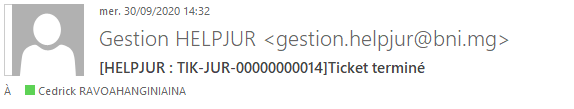 mer. 30/09/2020 14:32
Gestion HELPJUR <gestion.helpjur@bni.mg>
[HELPJUR : TIK-JUR-00000000014]Ticket terminé
À Cedrick RAVOAHANGINIAINA